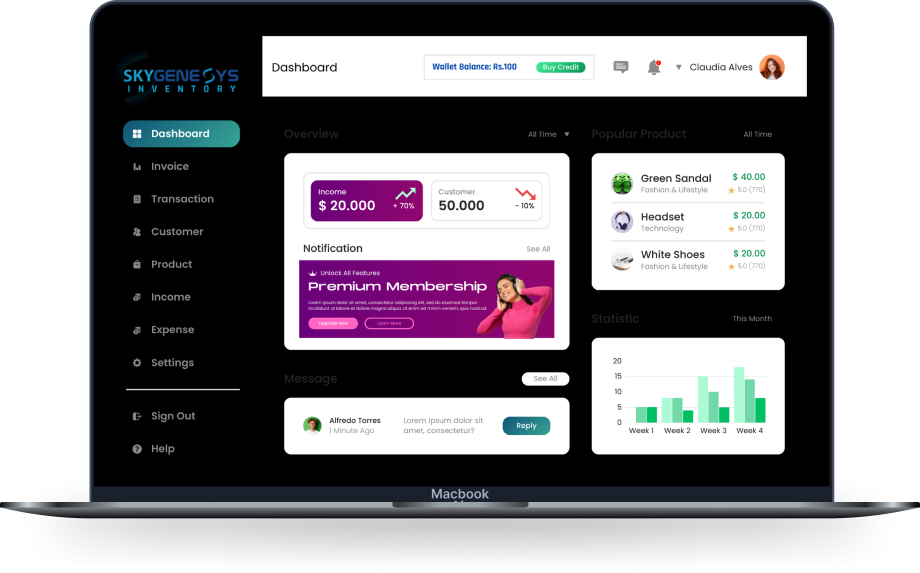 SKYGENESYS
INVENTORY
Dashboard
Wallet Balance: Rs.100
Buy Credit
Claudia Alves
Dashboard
Invoice
Transaction
Customer
Product
Income
Expense
Settings
Sign Out
Help
Overview
All Time
Income
$ 20.000
+ 70%
Customer
50.000
- 10%
Notification
See All
Unlock All Features
Premium Membership
Lorem ipsum dolor sit amet, consectetur adipiscing elit, sed do eiusmod tempor
incididunt ut labore et dolore magna aliqua. Ut enim ad minim veniam, quis nostrud.
Upgrade Now
Learn More
Message
See All
Alfredo Torres
1 Minute Ago
Lorem ipsum dolor sit
amet, consectetur?
Reply
Popular Product
All Time
Green Sandal
Fashion & Lifestyle
$ 40.00
5.0 (770)
Headset
Technology
$ 20.00
5.0 (770)
White Shoes
Fashion & Lifestyle
$ 20.00
5.0 (770)
Statistic
This Month
20
15
10
5
0
Week 1
Week 2
Week 3
Week 4
Macbook